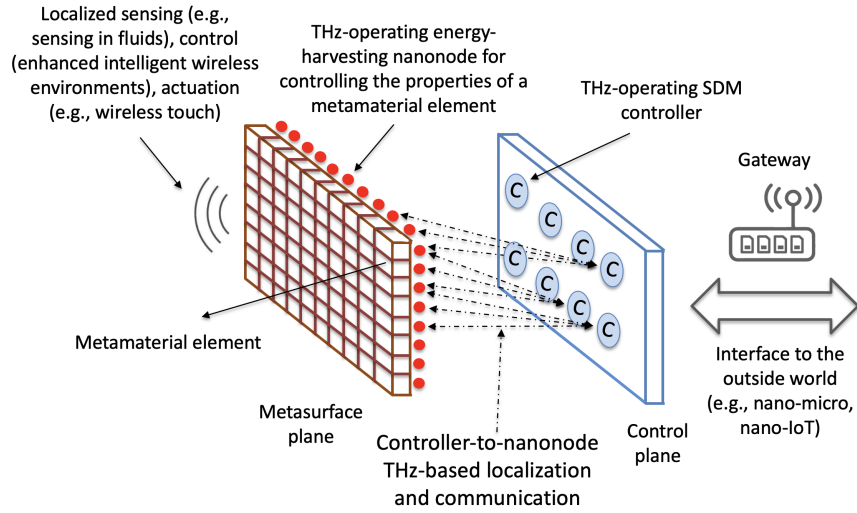 Localized sensing (e.g.,
sensing in fluids), control
(enhanced intelligent wireless
environments), actuation
(e.g., wireless touch)
THz-operating energy-
harvesting nanonode for
controlling the properties of a
metamaterial element
THz-operating SDM
controller
Gateway
C
C
C
C
C
C
C
C
Metamaterial element
Metasurface
plane
Controller-to-nanonode
THz-based localization
and communication
Control
plane
Interface to the
outside world
(e.g., nano-micro,
nano-IoT)